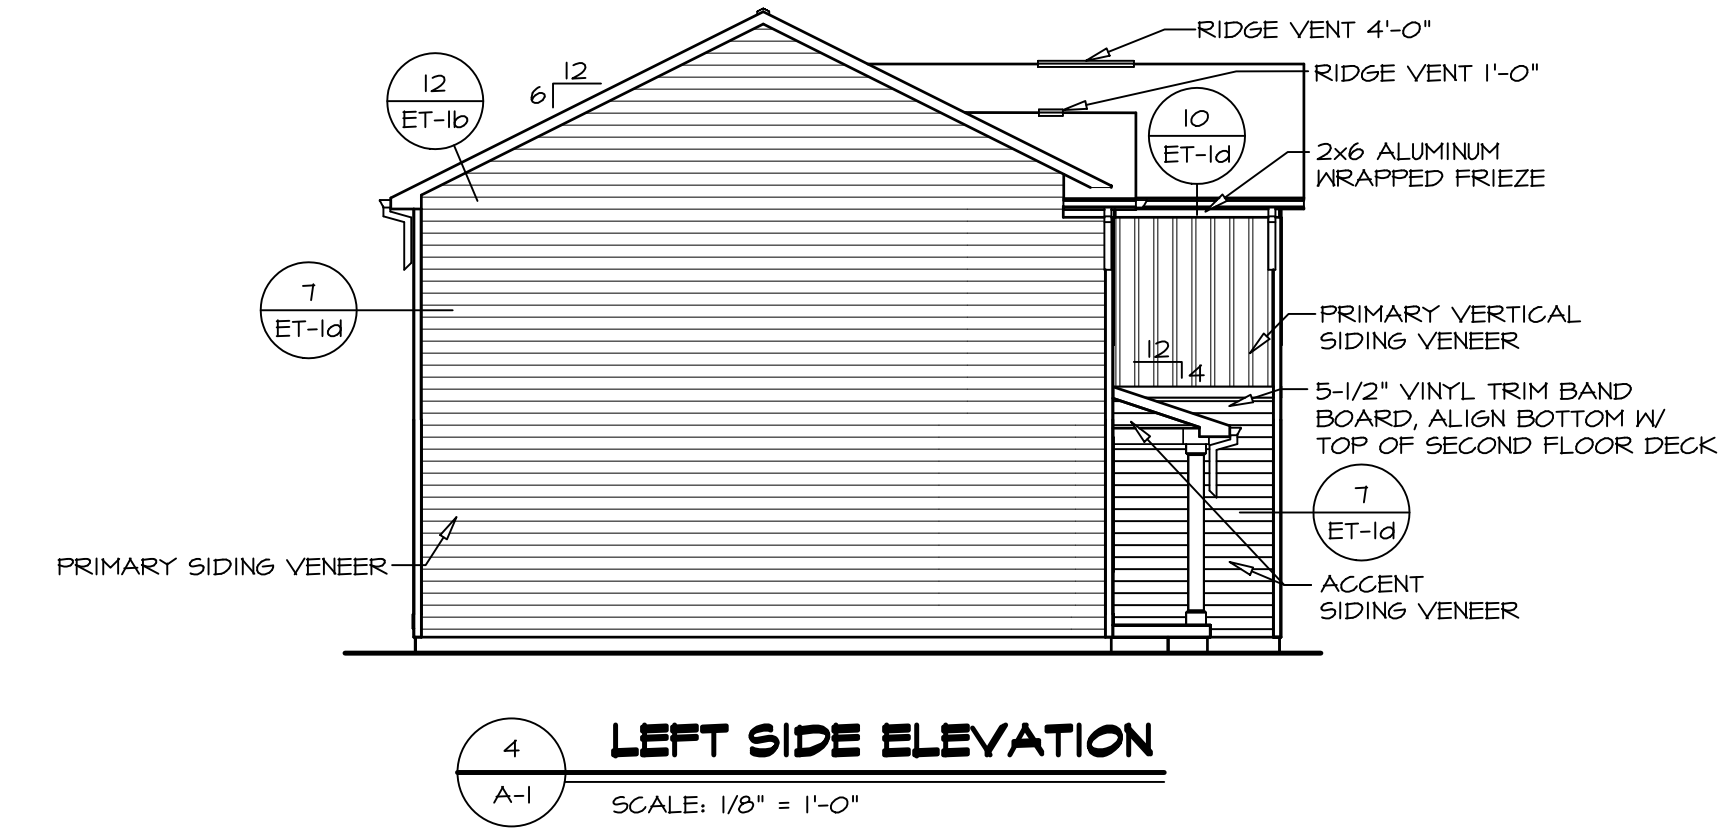 RIDGE VENT 4'-0"
RIDGE VENT 1'-0"
12
ET-1b
12
6
10
ET-1d
2x6 ALUMINUM
WRAPPED FRIEZE
7
ET-1d
PRIMARY VERTICAL
SIDING VENEER
12
4
5-1/2" VINYL TRIM BAND
BOARD, ALIGN BOTTOM W/
TOP OF SECOND FLOOR DECK
7
ET-1d
PRIMARY SIDING VENEER
ACCENT
SIDING VENEER
4
A-1
LEFT SIDE ELEVATION
SCALE: 1/8" = 1'-0"